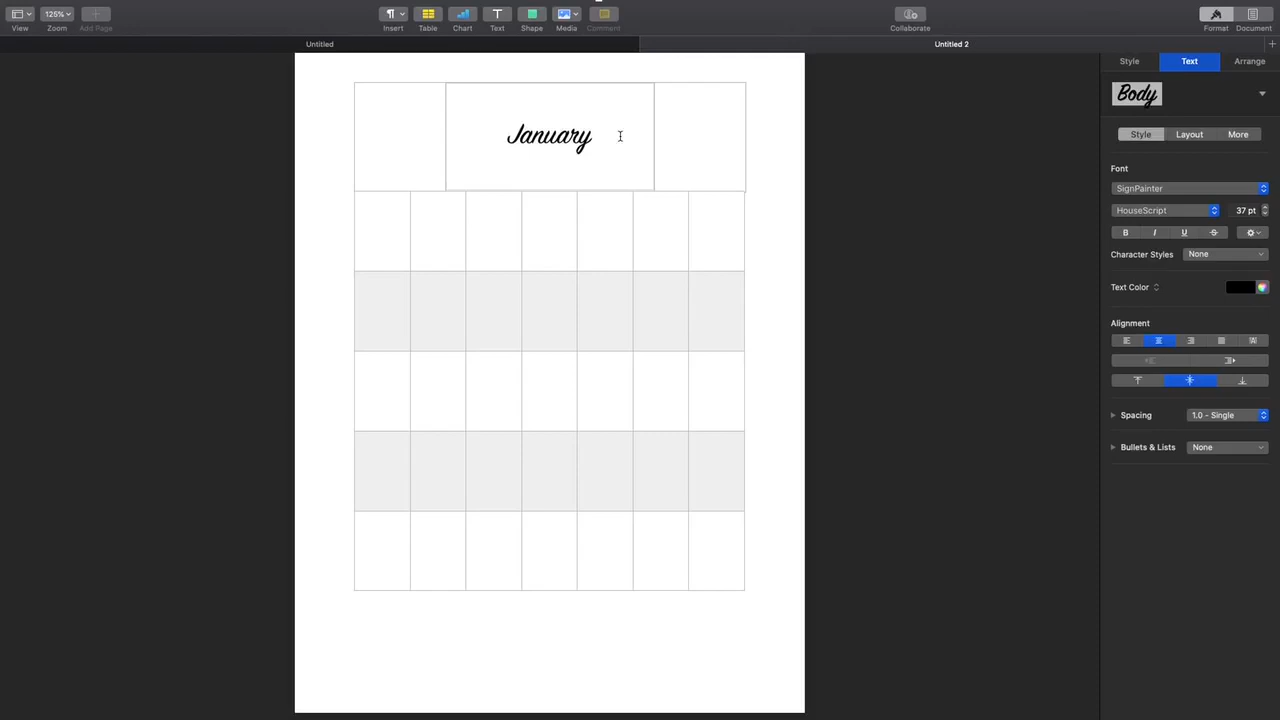 View
Zoom
Add Page
125%
Insert
Table
Chart
Text
Shape
Media
Comment
Collaborate
Format
Document
Untitled
Untitled 2
January
Style
Text
Arrange
Body
Style
Layout
More
Font
SignPainter
HouseScript
37 pt
B
I
U
S
Character Styles
None
Text Color
Alignment
Spacing
1.0 - Single
Bullets & Lists
None